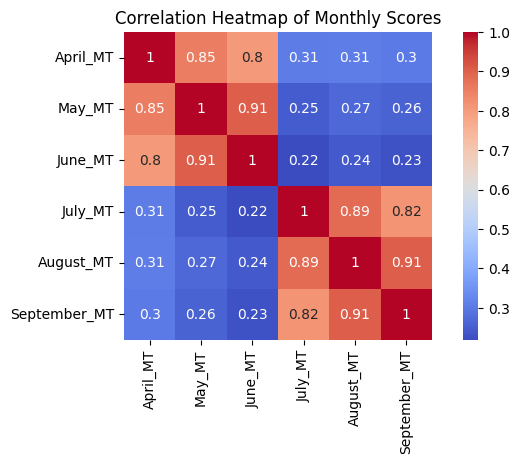 Correlation Heatmap of Monthly Scores
April_MT 1 0.85 0.8 0.31 0.31 0.3
May_MT 0.85 1 0.91 0.25 0.27 0.26
June_MT 0.8 0.91 1 0.22 0.24 0.23
July_MT 0.31 0.25 0.22 1 0.89 0.82
August_MT 0.31 0.27 0.24 0.89 1 0.91
September_MT 0.3 0.26 0.23 0.82 0.91 1
April_MT
May_MT
June_MT
July_MT
August_MT
September_MT
1.0
0.9
0.8
0.7
0.6
0.5
0.4
0.3